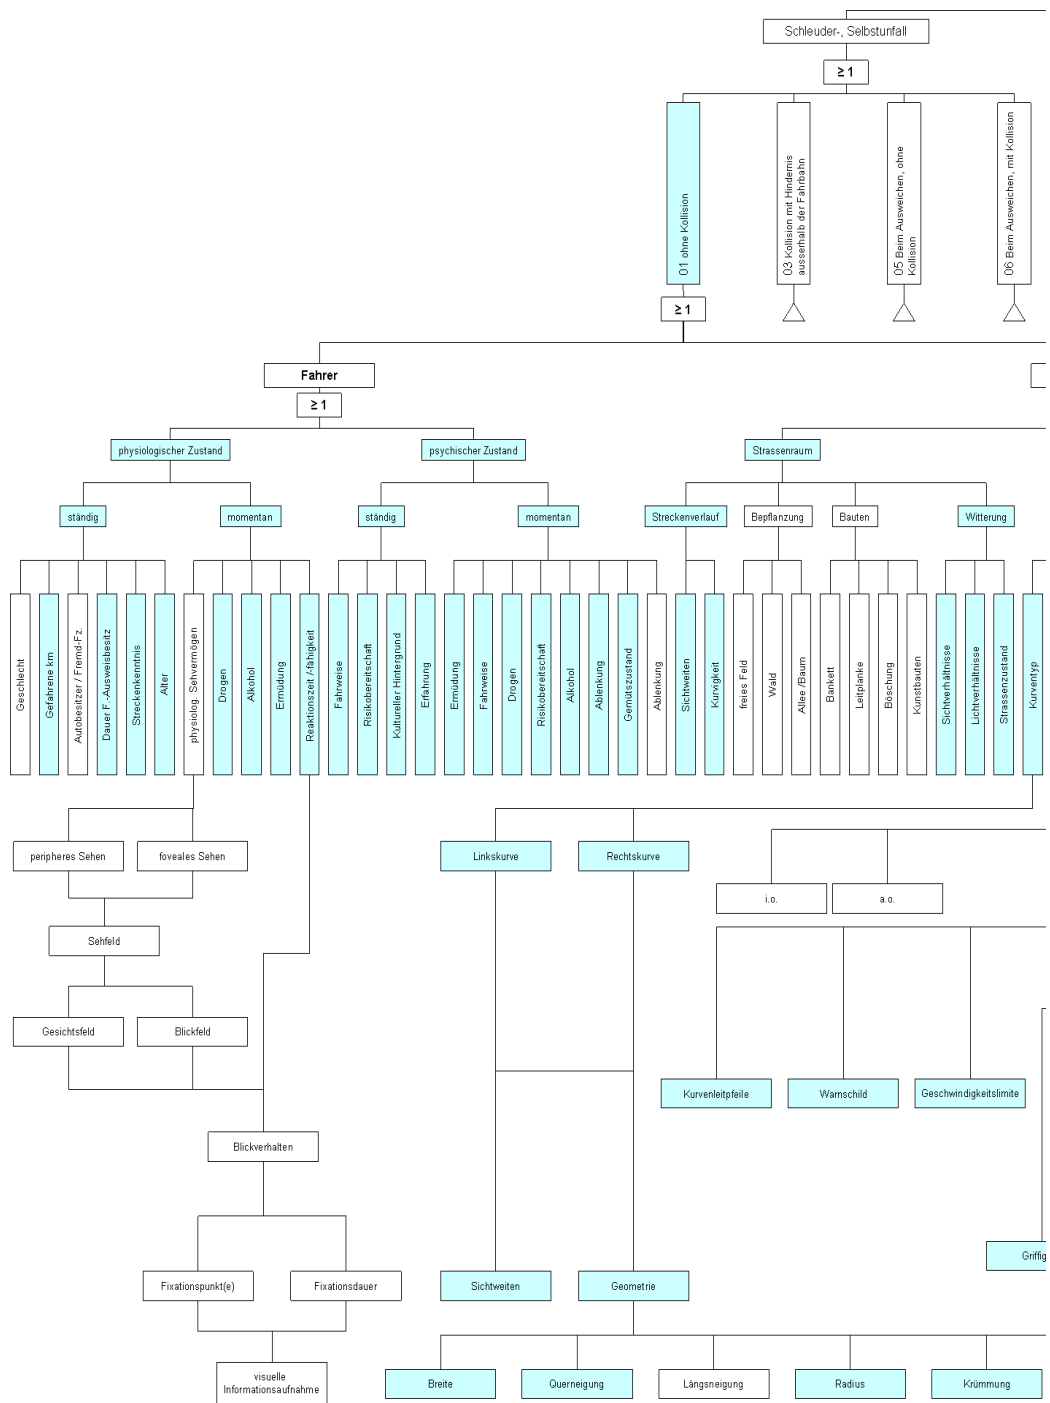 Schleuder-, Selbstunfall
≥ 1
01 ohne Kollision
03 Kollision mit Hindernis
ausserhalb der Fahrbahn
05 Beim Ausweichen, ohne
Kollision
06 Beim Ausweichen, mit Kollision
≥ 1
Fahrer
≥ 1
physiologischer Zustand
psychischer Zustand
Strassenraum
ständig
momentan
ständig
momentan
Streckenverlauf
Bepflanzung
Bauten
Witterung
Geschlecht
Gefahrene km
Autobesitzer / Fremd-Fz.
Dauer F.-Ausweisbesitz
Streckenkenntnis
Alter
physiolog. Sehvermögen
Drogen
Alkohol
Ermüdung
Reaktionszeit /-fähigkeit
Fahrweise
Risikobereitschaft
Kultureller Hintergrund
Erfahrung
Ermüdung
Fahrweise
Drogen
Risikobereitschaft
Alkohol
Ablenkung
Gemütszustand
Ablenkung
Sichtweiten
Kurvigkeit
freies Feld
Wald
Allee /Baum
Bankett
Leitplanke
Böschung
Kunstbauten
Sichtverhältnisse
Lichtverhältnisse
Strassenzustand
Kurventyp
peripheres Sehen
foveales Sehen
Linkskurve
Rechtskurve
i.o.
a.o.
Sehfeld
Gesichtsfeld
Blickfeld
Kurvenleitpfeile
Warnschild
Geschwindigkeitslimite
Blickverhalten
Griffig
Fixationspunkt(e)
Fixationsdauer
Sichtweiten
Geometrie
visuelle
Informationsaufnahme
Breite
Querneigung
Längsneigung
Radius
Krümmung